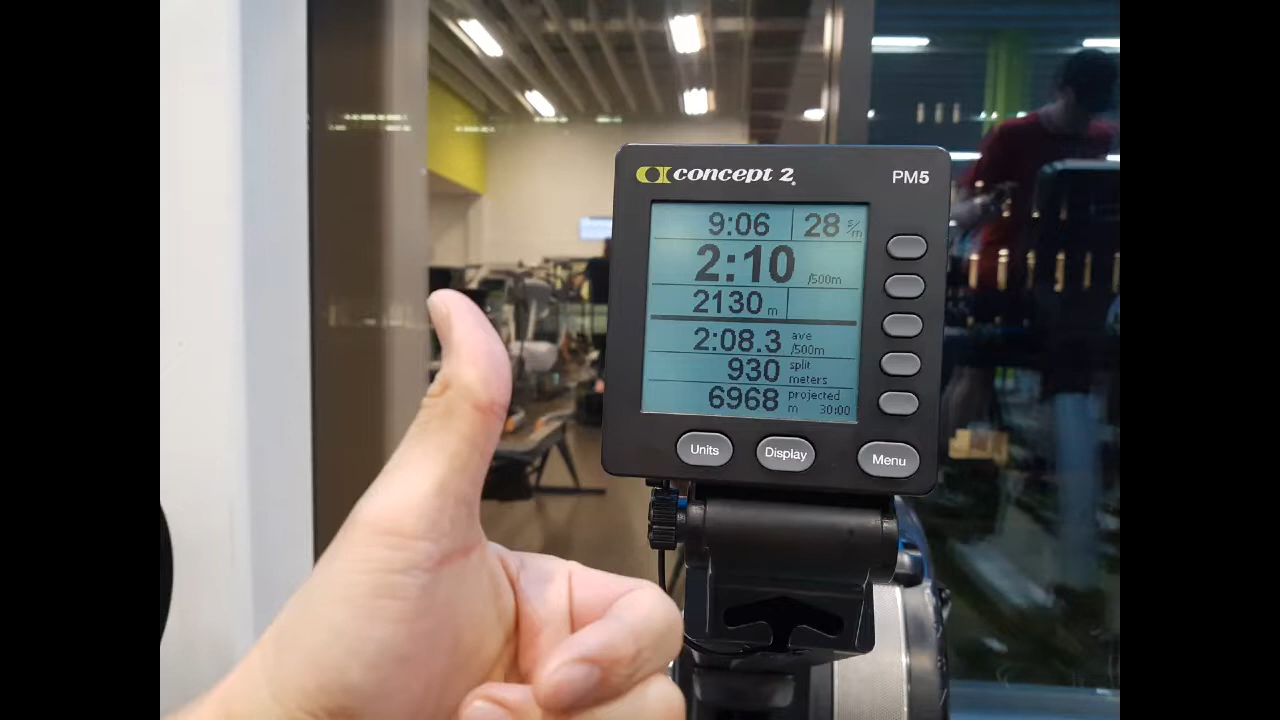 concept 2.
PM5
9:06 28 s/m
2:10 /500m
2130 m
2:08.3 ave /500m
930 split meters
6968 projected m 30:00
Units Display Menu